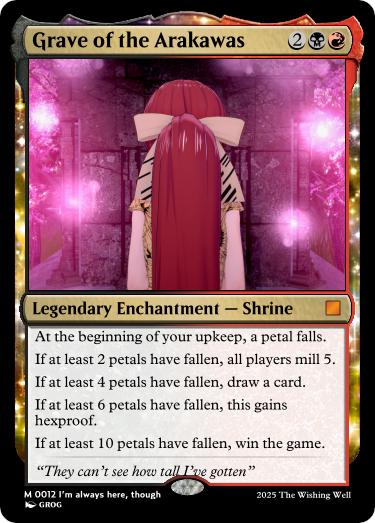 Grave of the Arakawas 2
Legendary Enchantment — Shrine
At the beginning of your upkeep, a petal falls.
If at least 2 petals have fallen, all players mill 5.
If at least 4 petals have fallen, draw a card.
If at least 6 petals have fallen, this gains
hexproof.
If at least 10 petals have fallen, win the game.
“They can’t see how tall I’ve gotten”
M 0012 I'm always here, though
GROG
2025 The Wishing Well